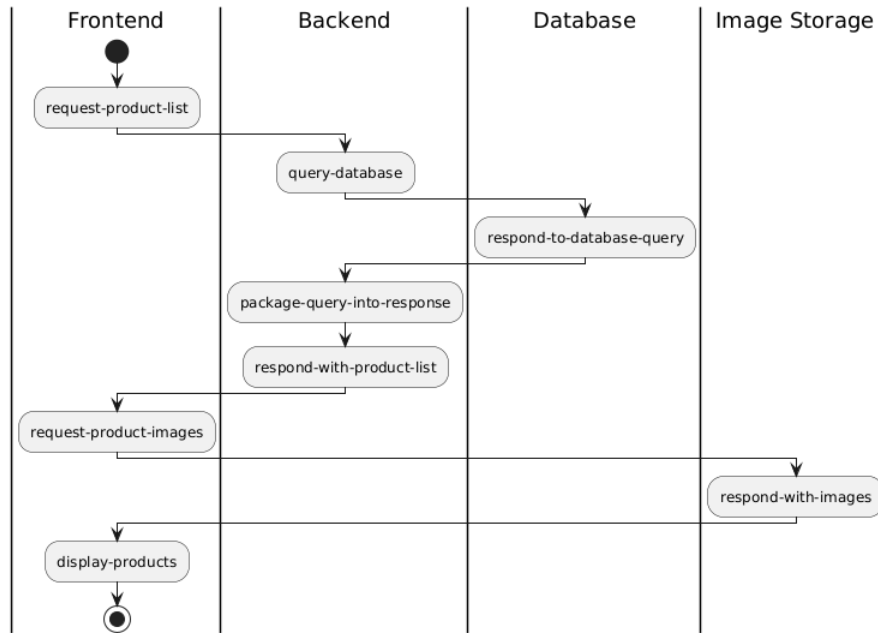 Frontend
Backend
Database
Image Storage
request-product-list
query-database
respond-to-database-query
package-query-into-response
respond-with-product-list
request-product-images
respond-with-images
display-products